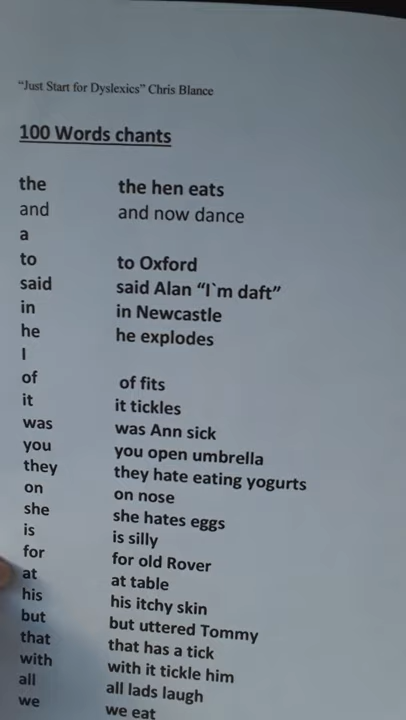 "Just Start for Dyslexics" Chris Blance
100 Words chants
the the hen eats
and and now dance
a
to to Oxford
said said Alan "I`m daft"
in in Newcastle
he he explodes
I
of of fits
it it tickles
was was Ann sick
you you open umbrella
they they hate eating yogurts
on on nose
she she hates eggs
is is silly
for for old Rover
at at table
his his itchy skin
but but uttered Tommy
that that has a tick
with with it tickle him
all all lads laugh
we we eat